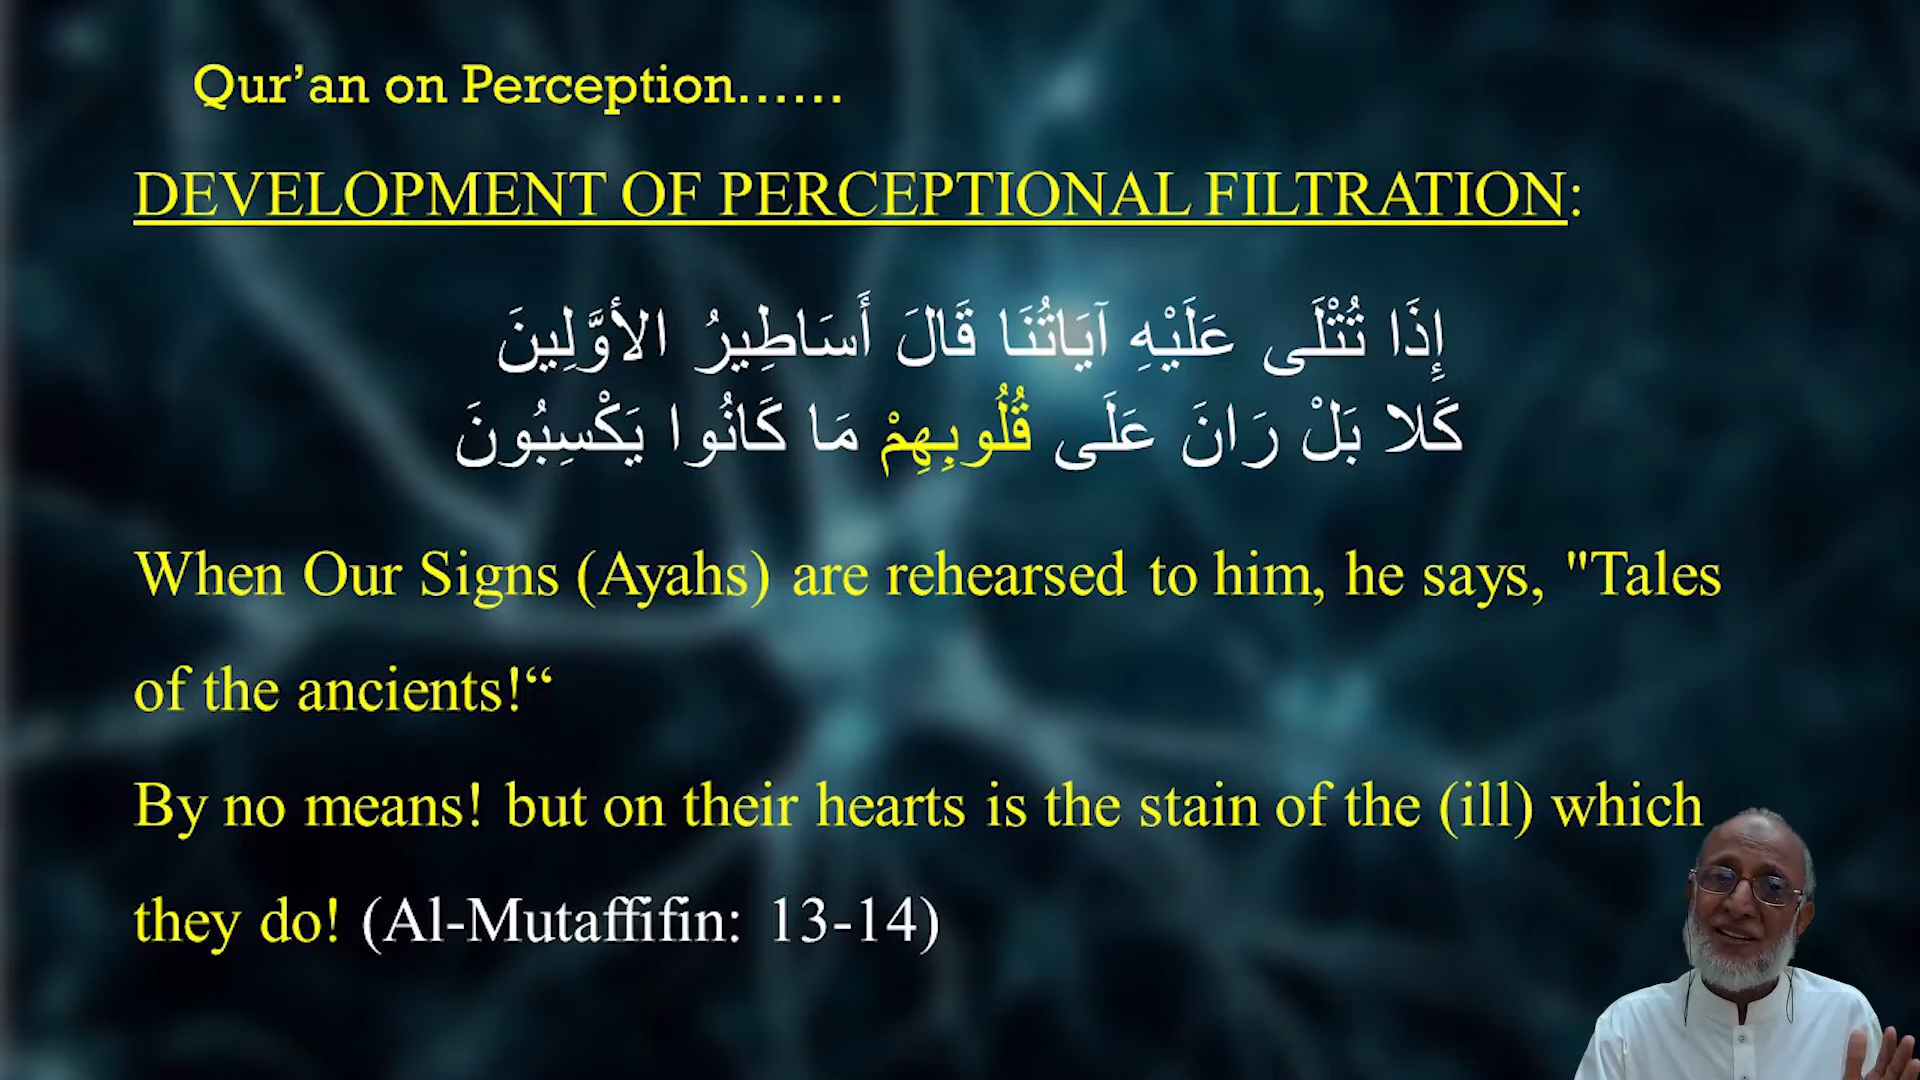 Qur’an on Perception......
DEVELOPMENT OF PERCEPTIONAL FILTRATION:
إِذَا تُتْلَى عَلَيْهِ آيَاتُنَا قَالَ أَسَاطِيرُ الأوَّلِينَ
كَلا بَلْ رَانَ عَلَى قُلُوبِهِمْ مَا كَانُوا يَكْسِبُونَ
When Our Signs (Ayahs) are rehearsed to him, he says, "Tales
of the ancients!“
By no means! but on their hearts is the stain of the (ill) which
they do! (Al-Mutaffifin: 13-14)